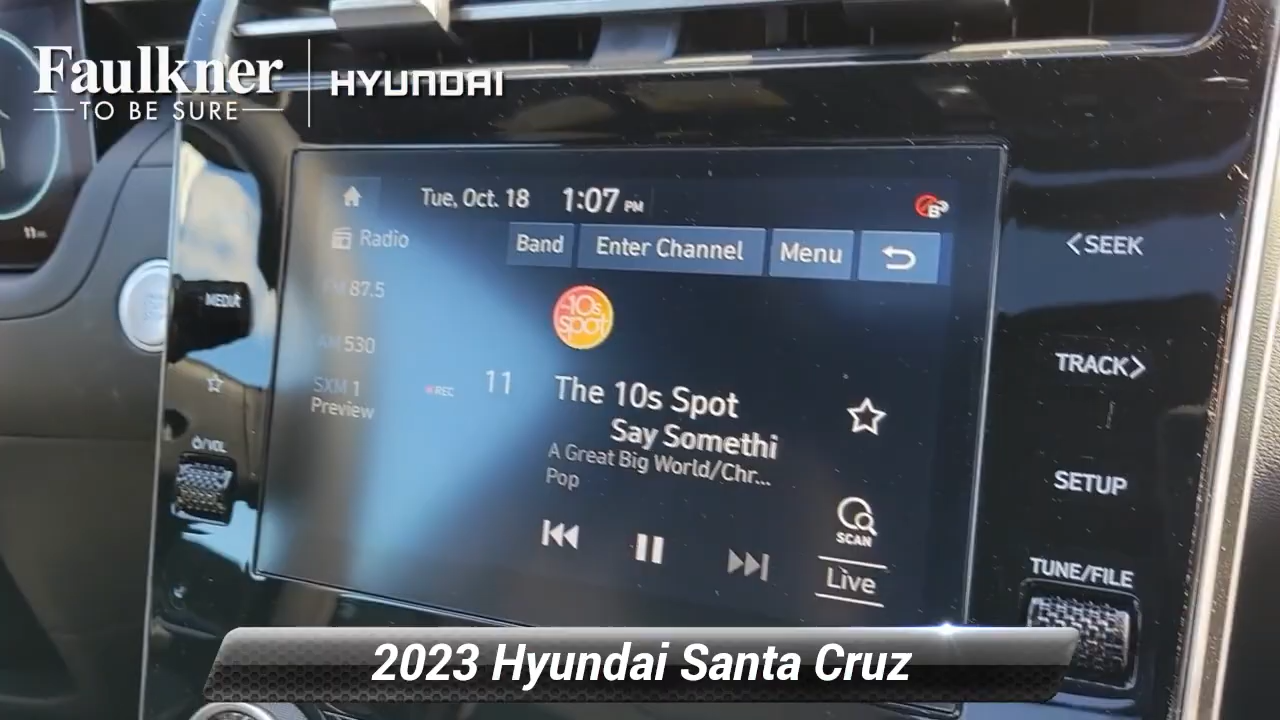 Faulkner
TO BE SURE
HYUNDAI
Tue, Oct. 18 1:07 PM
Radio
Band Enter Channel Menu
FM 87.5
10s spot
AM 530
SXM 1
Preview
REC 11
The 10s Spot
Say Somethi
A Great Big World/Chr...
Pop
SCAN
Live
MEDIA
/VOL
<SEEK
TRACK>
SETUP
TUNE/FILE
2023 Hyundai Santa Cruz